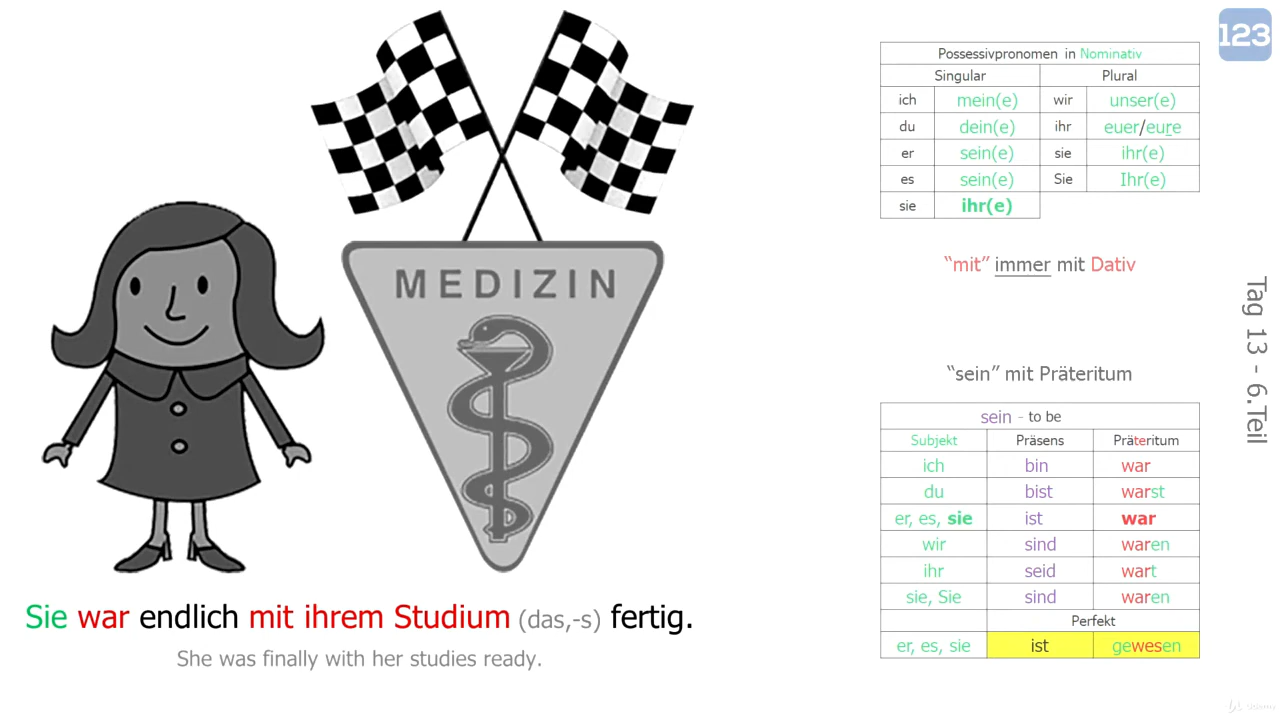 123
MEDIZIN
Sie war endlich mit ihrem Studium (das,-s) fertig.
She was finally with her studies ready.
Possessivpronomen in Nominativ
Singular Plural
ich mein(e) wir unser(e)
du dein(e) ihr euer/eure
er sein(e) sie ihr(e)
es sein(e) Sie Ihr(e)
sie ihr(e)
“mit” immer mit Dativ
“sein” mit Präteritum
sein - to be
Subjekt Präsens Präteritum
ich bin war
du bist warst
er, es, sie ist war
wir sind waren
ihr seid wart
sie, Sie sind waren
Perfekt
er, es, sie ist gewesen
Tag 13 - 6.Teil